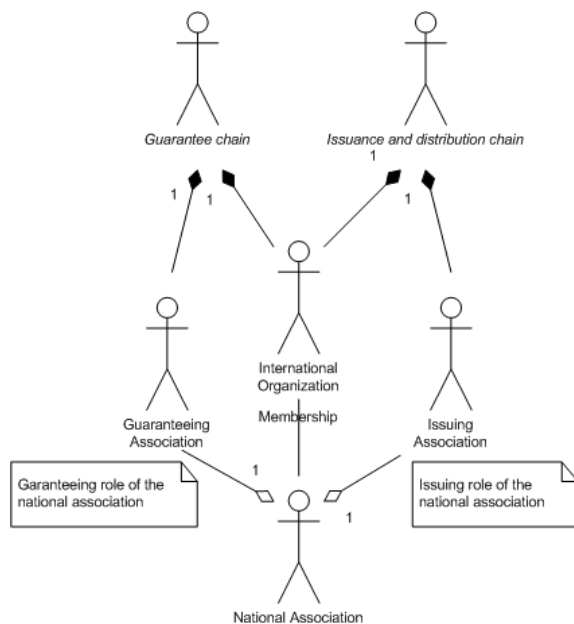 Guarantee chain
Issuance and distribution chain
1
1
1
1
International
Organization
Guaranteeing
Association
Membership
Issuing
Association
1
Garanteeing role of the
national association
Issuing role of the
national association
1
National Association